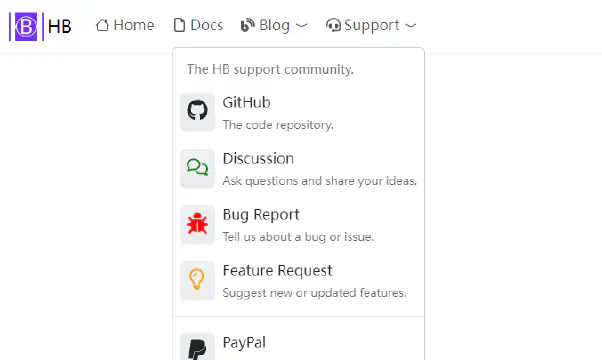 HB Home Docs Blog Support
The HB support community.
GitHub
The code repository.
Discussion
Ask questions and share your ideas.
Bug Report
Tell us about a bug or issue.
Feature Request
Suggest new or updated features.
PayPal